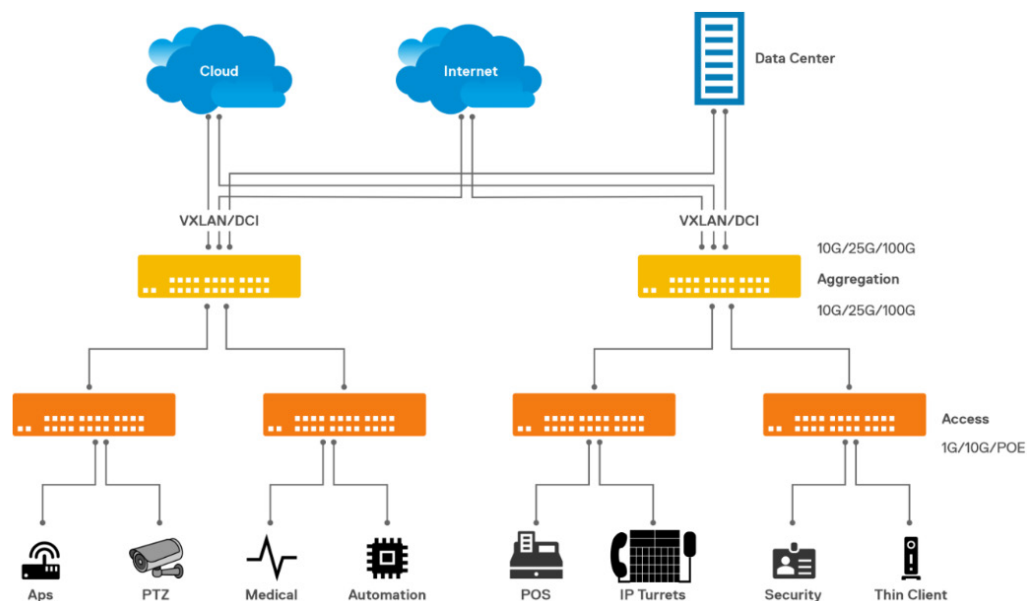 Cloud
Internet
Data Center
VXLAN/DCI
VXLAN/DCI
10G/25G/100G
Aggregation
10G/25G/100G
Access
1G/10G/POE
Aps
PTZ
Medical
Automation
POS
IP Turrets
Security
Thin Client